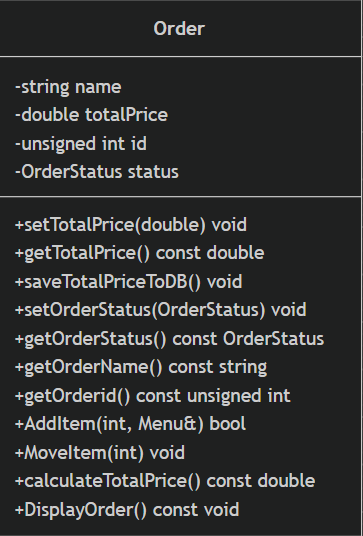 Order
-string name
-double totalPrice
-unsigned int id
-OrderStatus status
+setTotalPrice(double) void
+getTotalPrice() const double
+saveTotalPriceToDB() void
+setOrderStatus(OrderStatus) void
+getOrderStatus() const OrderStatus
+getOrderName() const string
+getOrderid() const unsigned int
+AddItem(int, Menu&) bool
+MoveItem(int) void
+calculateTotalPrice() const double
+DisplayOrder() const void